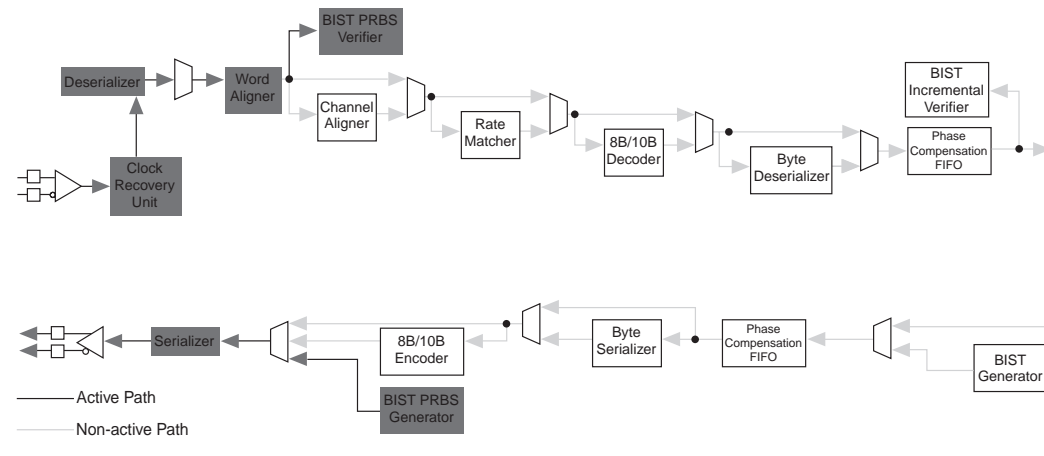 BIST PRBS
Verifier
Deserializer
Word
Aligner
Channel
Aligner
Rate
Matcher
8B/10B
Decoder
Byte
Deserializer
BIST
Incremental
Verifier
Phase
Compensation
FIFO
Clock
Recovery
Unit
Serializer
8B/10B
Encoder
BIST PRBS
Generator
Byte
Serializer
Phase
Compensation
FIFO
BIST
Generator
Active Path
Non-active Path